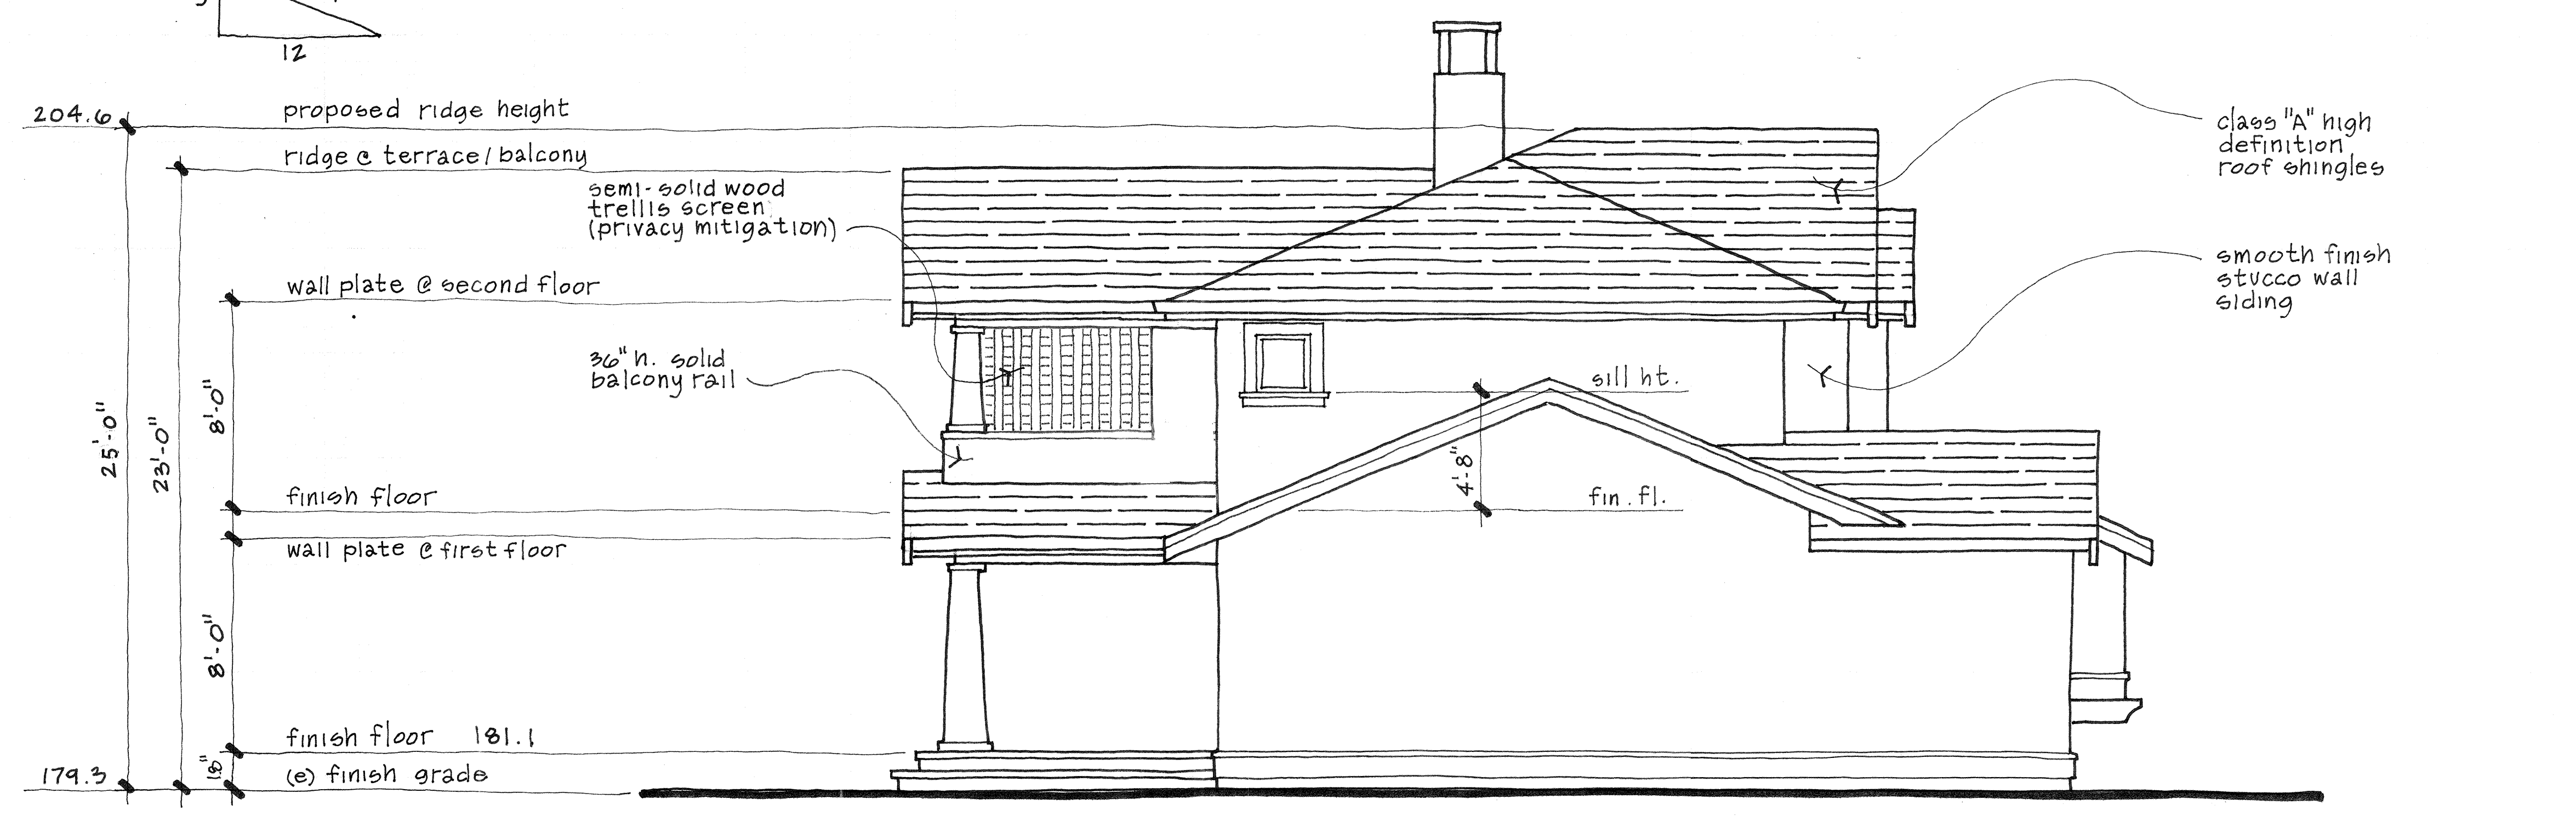 12
204.6
proposed ridge height
ridge @ terrace/balcony
semi-solid wood
trellis screen
(privacy mitigation)
class "A" high
definition
roof shingles
wall plate @ second floor
smooth finish
stucco wall
siding
36" h. solid
balcony rail
sill ht.
8'-0"
25'-0"
23'-0"
4'-8"
finish floor
fin. fl.
wall plate @ first floor
8'-0"
finish floor 181.1
18"
179.3
(e) finish grade